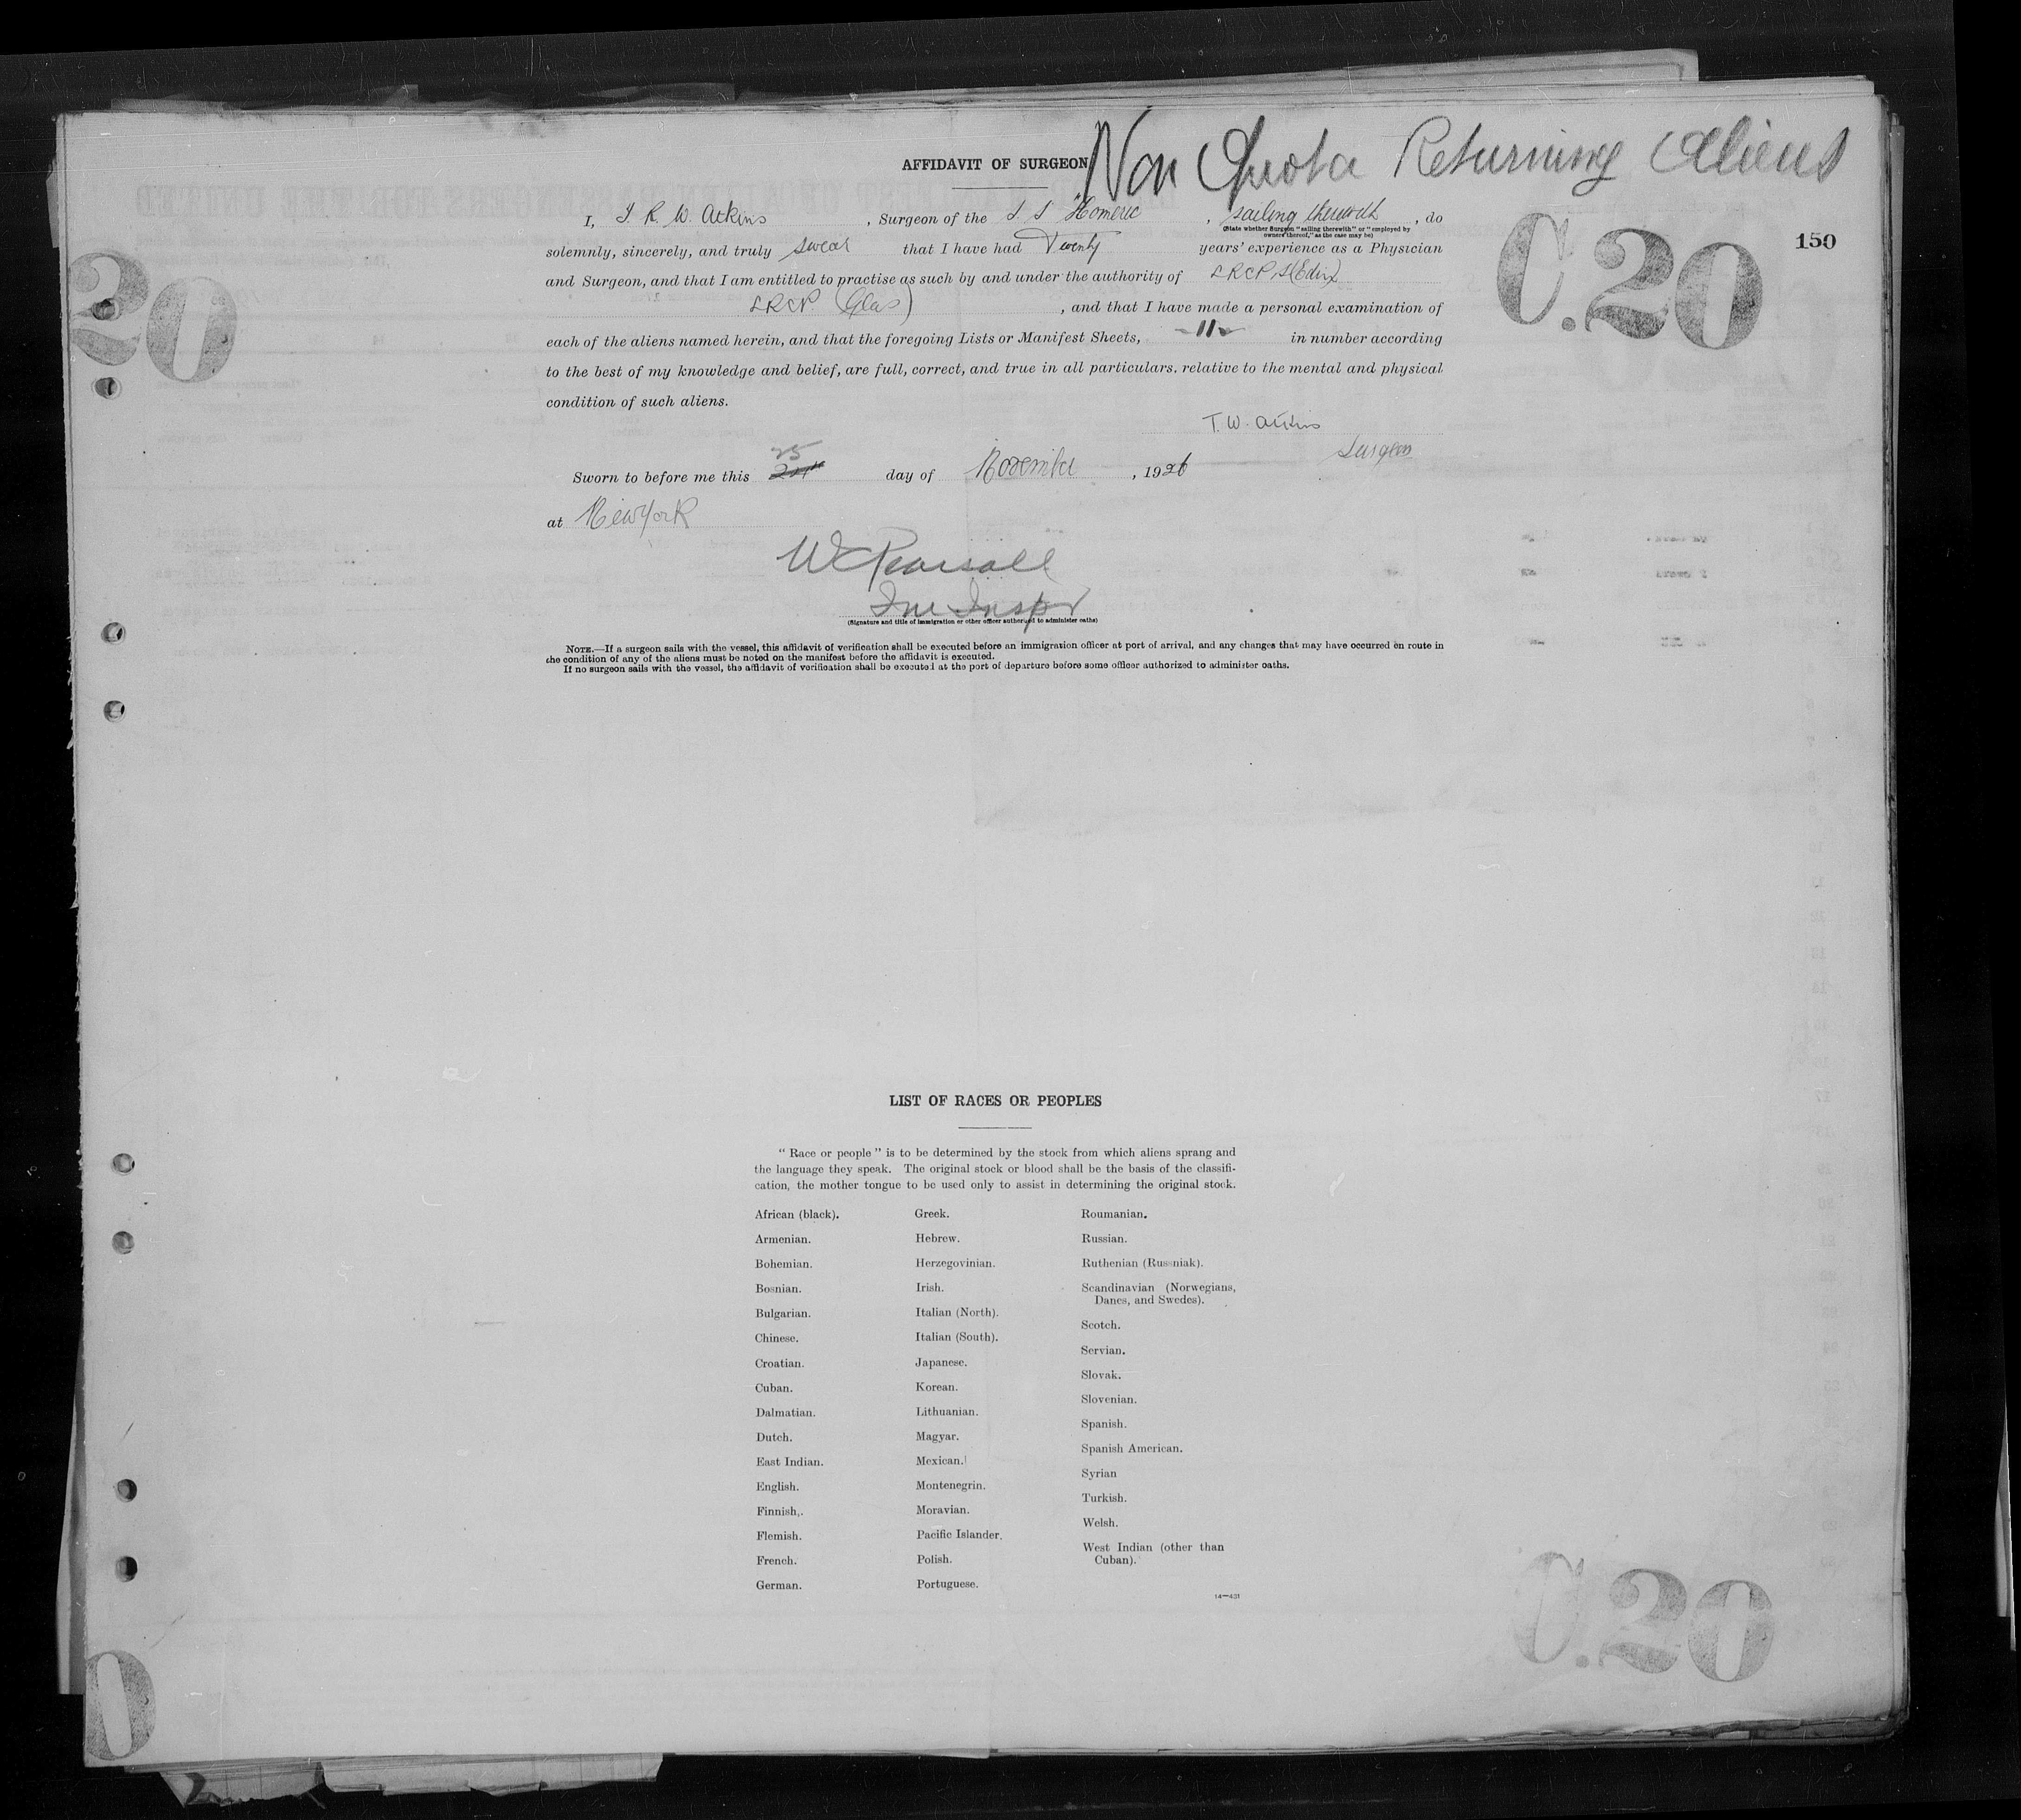 Non Quota Returning Aliens
AFFIDAVIT OF SURGEON
I, J. R. W. Atkins, Surgeon of the S S "Homeric, sailing therewith, do
(State whether Surgeon "sailing therewith" or "employed by
owners thereof," as the case may be)
150
C.20
20
solemnly, sincerely, and truly swear that I have had Twenty years' experience as a Physician
and Surgeon, and that I am entitled to practise as such by and under the authority of LRCP.S(Edin)
LRCP. (Glas), and that I have made a personal examination of
each of the aliens named herein, and that the foregoing Lists or Manifest Sheets, -11- in number according
to the best of my knowledge and belief, are full, correct, and true in all particulars, relative to the mental and physical
condition of such aliens.
T. W. Atkins
Surgeon
25
Sworn to before me this day of November, 1926
at New York
W C Pearsall
Imm Inspr
(Signature and title of immigration or other officer authorized to administer oaths)
NOTE.—If a surgeon sails with the vessel, this affidavit of verification shall be executed before an immigration officer at port of arrival, and any changes that may have occurred en route in
the condition of any of the aliens must be noted on the manifest before the affidavit is executed.
If no surgeon sails with the vessel, the affidavit of verification shall be executed at the port of departure before some officer authorized to administer oaths.
LIST OF RACES OR PEOPLES
" Race or people " is to be determined by the stock from which aliens sprang and
the language they speak. The original stock or blood shall be the basis of the classifi-
cation, the mother tongue to be used only to assist in determining the original stock.
African (black).
Armenian.
Bohemian.
Bosnian.
Bulgarian.
Chinese.
Croatian.
Cuban.
Dalmatian.
Dutch.
East Indian.
English.
Finnish.
Flemish.
French.
German.
Greek.
Hebrew.
Herzegovinian.
Irish.
Italian (North).
Italian (South).
Japanese.
Korean.
Lithuanian.
Magyar.
Mexican.
Montenegrin.
Moravian.
Pacific Islander.
Polish.
Portuguese.
Roumanian.
Russian.
Ruthenian (Russniak).
Scandinavian (Norwegians,
Danes, and Swedes).
Scotch.
Servian.
Slovak.
Slovenian.
Spanish.
Spanish American.
Syrian
Turkish.
Welsh.
West Indian (other than
Cuban).
14—431
C.20
0